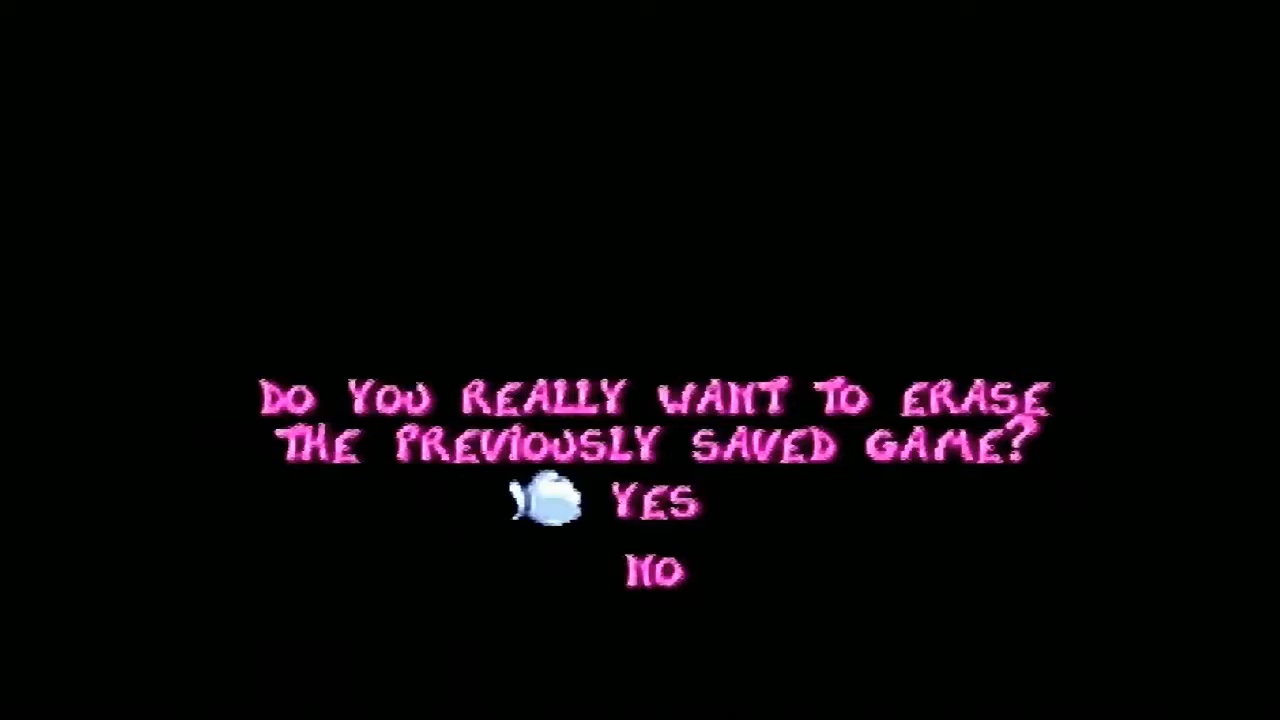 DO YOU REALLY WANT TO ERASE
THE PREVIOUSLY SAVED GAME?
YES
NO